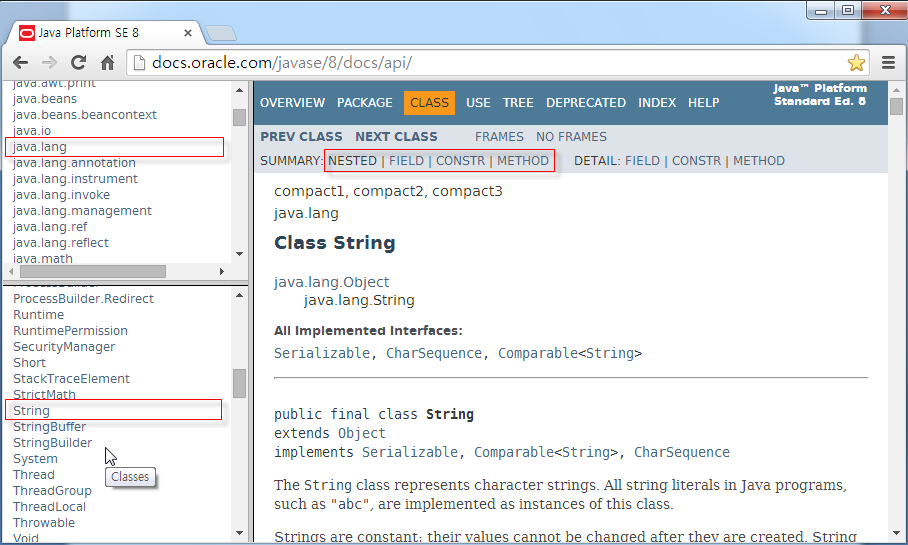 Java Platform SE 8
docs.oracle.com/javase/8/docs/api/
java.awt.print
java.beans
java.beans.beancontext
java.io
java.lang
java.lang.annotation
java.lang.instrument
java.lang.invoke
java.lang.management
java.lang.ref
java.lang.reflect
java.math
ProcessBuilder
ProcessBuilder.Redirect
Runtime
RuntimePermission
SecurityManager
Short
StackTraceElement
StrictMath
String
StringBuffer
StringBuilder
System
Classes
Thread
ThreadGroup
ThreadLocal
Throwable
Void
OVERVIEW PACKAGE CLASS USE TREE DEPRECATED INDEX HELP
Java™ Platform
Standard Ed. 8
PREV CLASS NEXT CLASS FRAMES NO FRAMES
SUMMARY: NESTED | FIELD | CONSTR | METHOD DETAIL: FIELD | CONSTR | METHOD
compact1, compact2, compact3
java.lang
Class String
java.lang.Object
java.lang.String
All Implemented Interfaces:
Serializable, CharSequence, Comparable<String>
public final class String
extends Object
implements Serializable, Comparable<String>, CharSequence
The String class represents character strings. All string literals in Java programs,
such as "abc", are implemented as instances of this class.
Strings are constant; their values cannot be changed after they are created. String